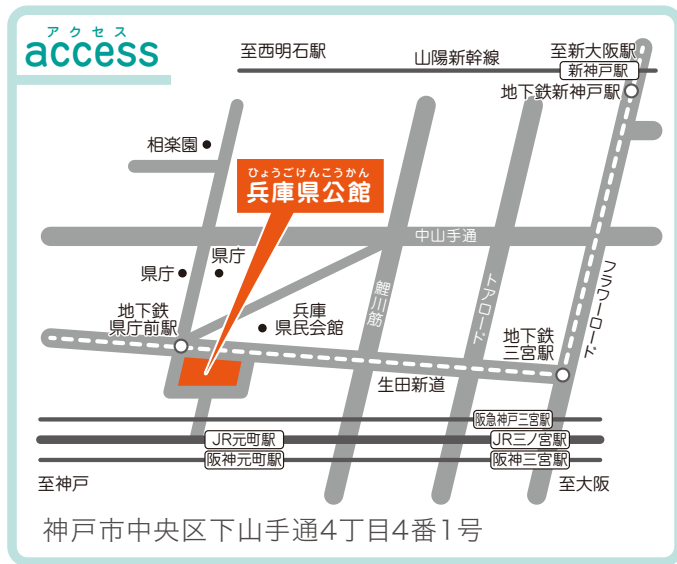 アクセス
access
至西明石駅
山陽新幹線
至新大阪駅
新神戸駅
地下鉄新神戸駅
相楽園
ひょうごけんこうかん
兵庫県公館
中山手通
県庁
県庁
地下鉄
県庁前駅
兵庫
県民会館
鯉川筋
トアロード
フラワーロード
地下鉄
三宮駅
生田新道
阪急神戸三宮駅
JR元町駅
JR三ノ宮駅
阪神元町駅
阪神三宮駅
至神戸
至大阪
神戸市中央区下山手通4丁目4番1号